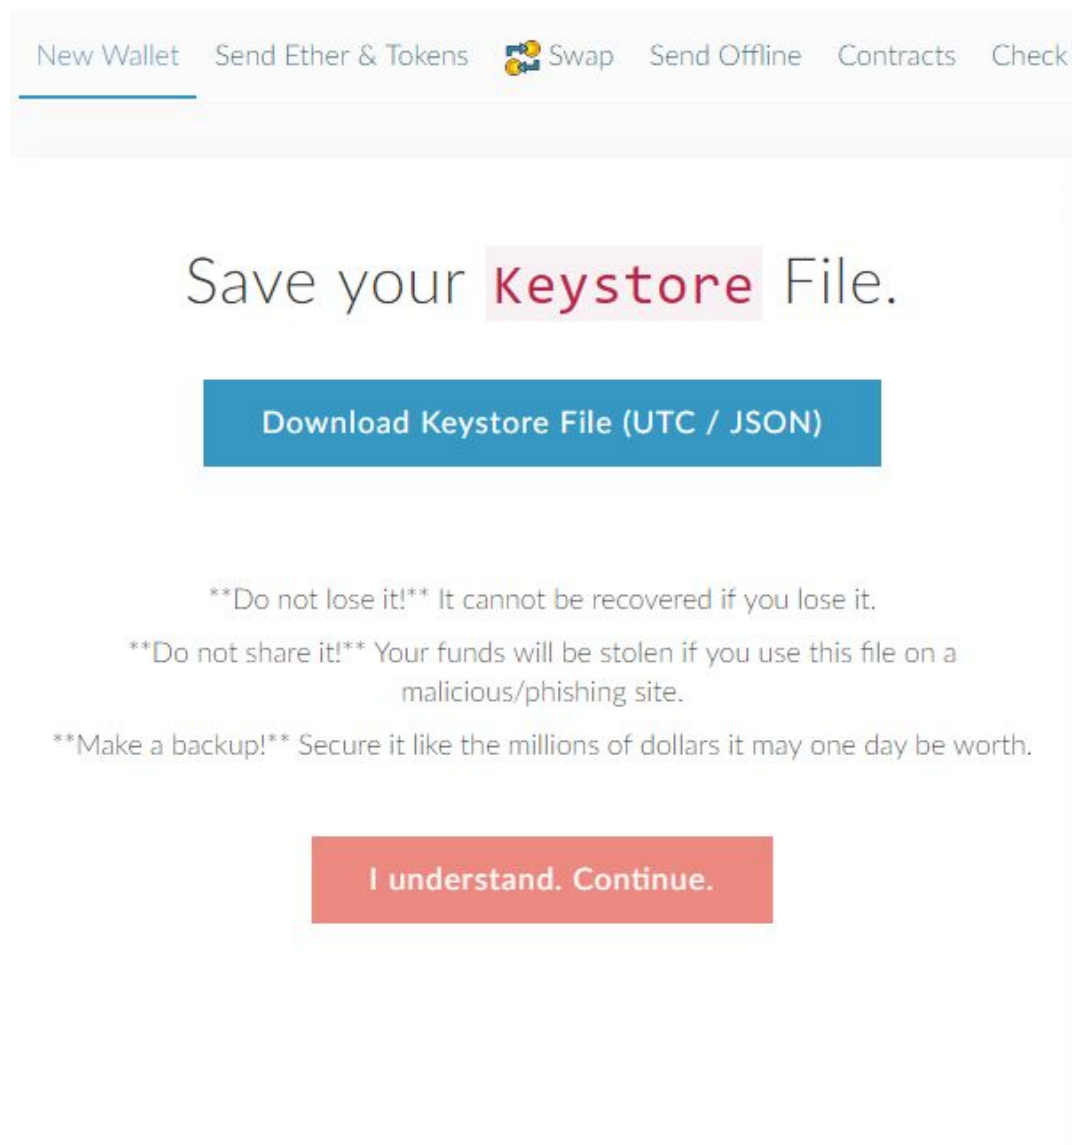 New Wallet Send Ether & Tokens Swap Send Offline Contracts Check
Save your Keystore File.
Download Keystore File (UTC / JSON)
**Do not lose it!** It cannot be recovered if you lose it.
**Do not share it!** Your funds will be stolen if you use this file on a
malicious/phishing site.
**Make a backup!** Secure it like the millions of dollars it may one day be worth.
I understand. Continue.